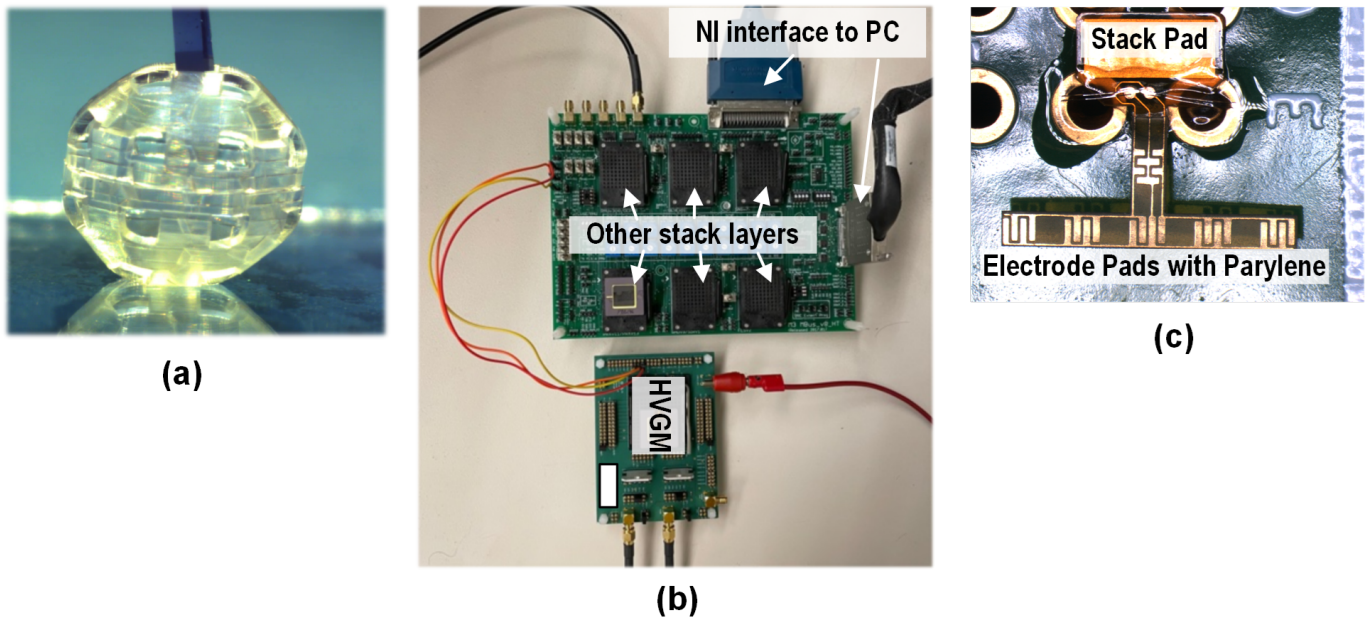 NI interface to PC
Stack Pad
Other stack layers
Electrode Pads with Parylene
HVGM
(a)
(b)
(c)